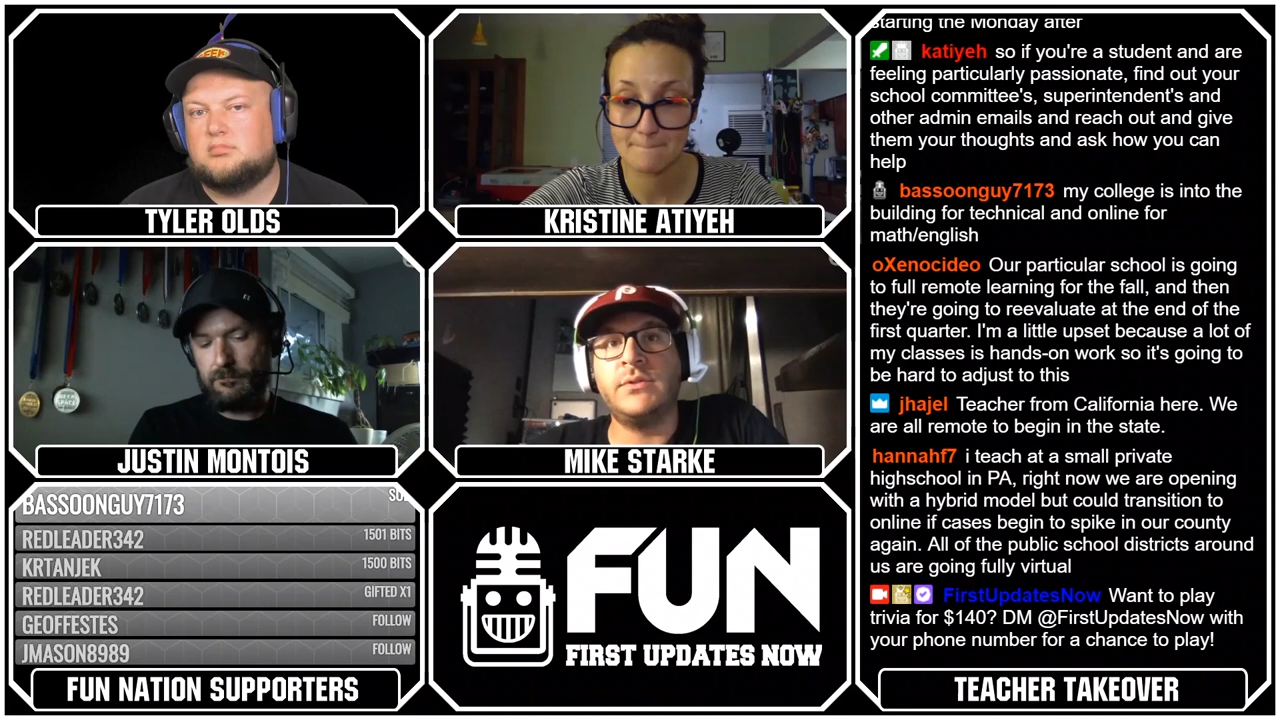 GEEK
TYLER OLDS
KRISTINE ATIYEH
P
JUSTIN MONTOIS
MIKE STARKE
BASSOONGUY7173
REDLEADER342 1501 BITS
KRTANJEK 1500 BITS
REDLEADER342 GIFTED X1
GEOFFESTES FOLLOW
JMASON8989 FOLLOW
FUN NATION SUPPORTERS
FUN
FIRST UPDATES NOW
starting the Monday after
katiyeh so if you're a student and are
feeling particularly passionate, find out your
school committee's, superintendent's and
other admin emails and reach out and give
them your thoughts and ask how you can
help
bassoonguy7173 my college is into the
building for technical and online for
math/english
oXenocideo Our particular school is going
to full remote learning for the fall, and then
they're going to reevaluate at the end of the
first quarter. I'm a little upset because a lot of
my classes is hands-on work so it's going to
be hard to adjust to this
jhajel Teacher from California here. We
are all remote to begin in the state.
hannahf7 i teach at a small private
highschool in PA, right now we are opening
with a hybrid model but could transition to
online if cases begin to spike in our county
again. All of the public school districts around
us are going fully virtual
FirstUpdatesNow Want to play
trivia for $140? DM @FirstUpdatesNow with
your phone number for a chance to play!
TEACHER TAKEOVER